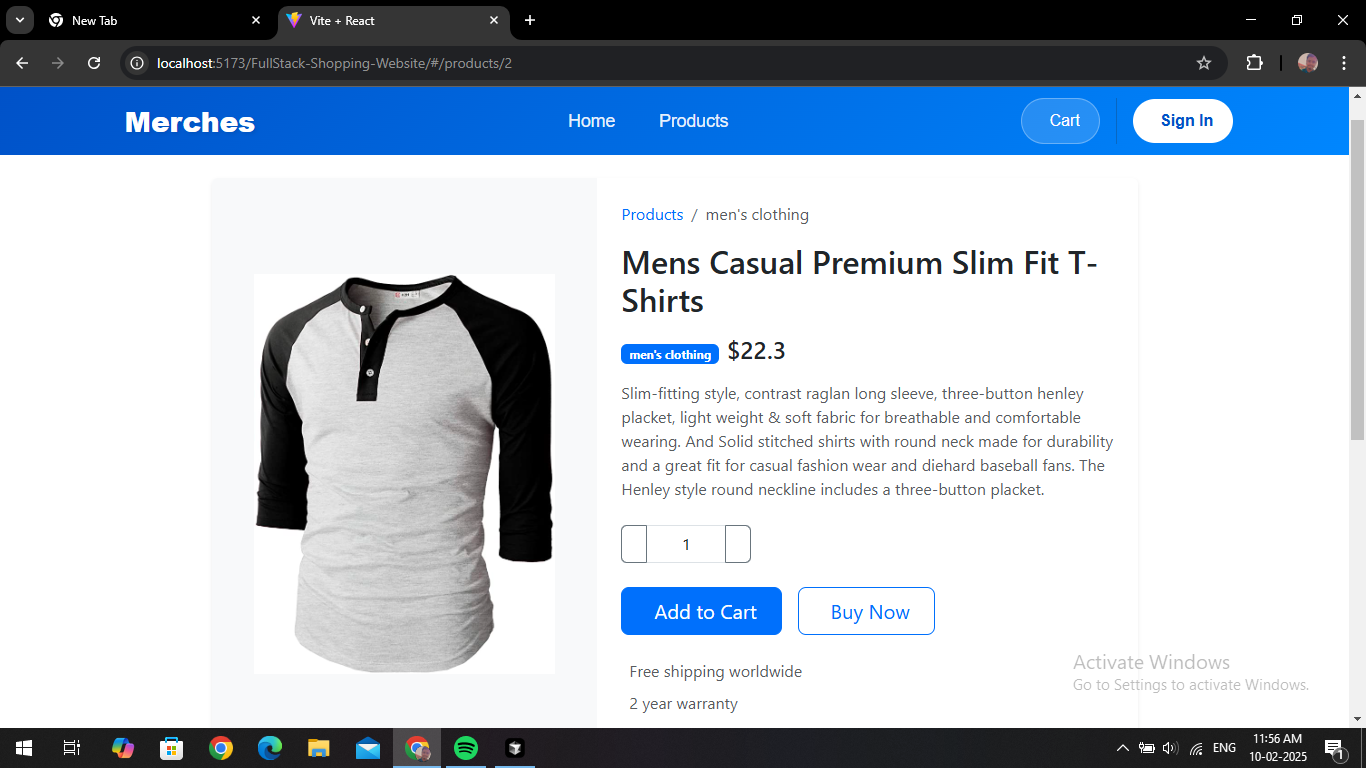 New Tab
Vite + React
localhost:5173/FullStack-Shopping-Website/#/products/2
Merches
Home
Products
Cart
Sign In
Products / men's clothing
Mens Casual Premium Slim Fit T-
Shirts
men's clothing $22.3
Slim-fitting style, contrast raglan long sleeve, three-button henley
placket, light weight & soft fabric for breathable and comfortable
wearing. And Solid stitched shirts with round neck made for durability
and a great fit for casual fashion wear and diehard baseball fans. The
Henley style round neckline includes a three-button placket.
1
Add to Cart
Buy Now
Free shipping worldwide
2 year warranty
Activate Windows
Go to Settings to activate Windows.
ENG
11:56 AM
10-02-2025
1